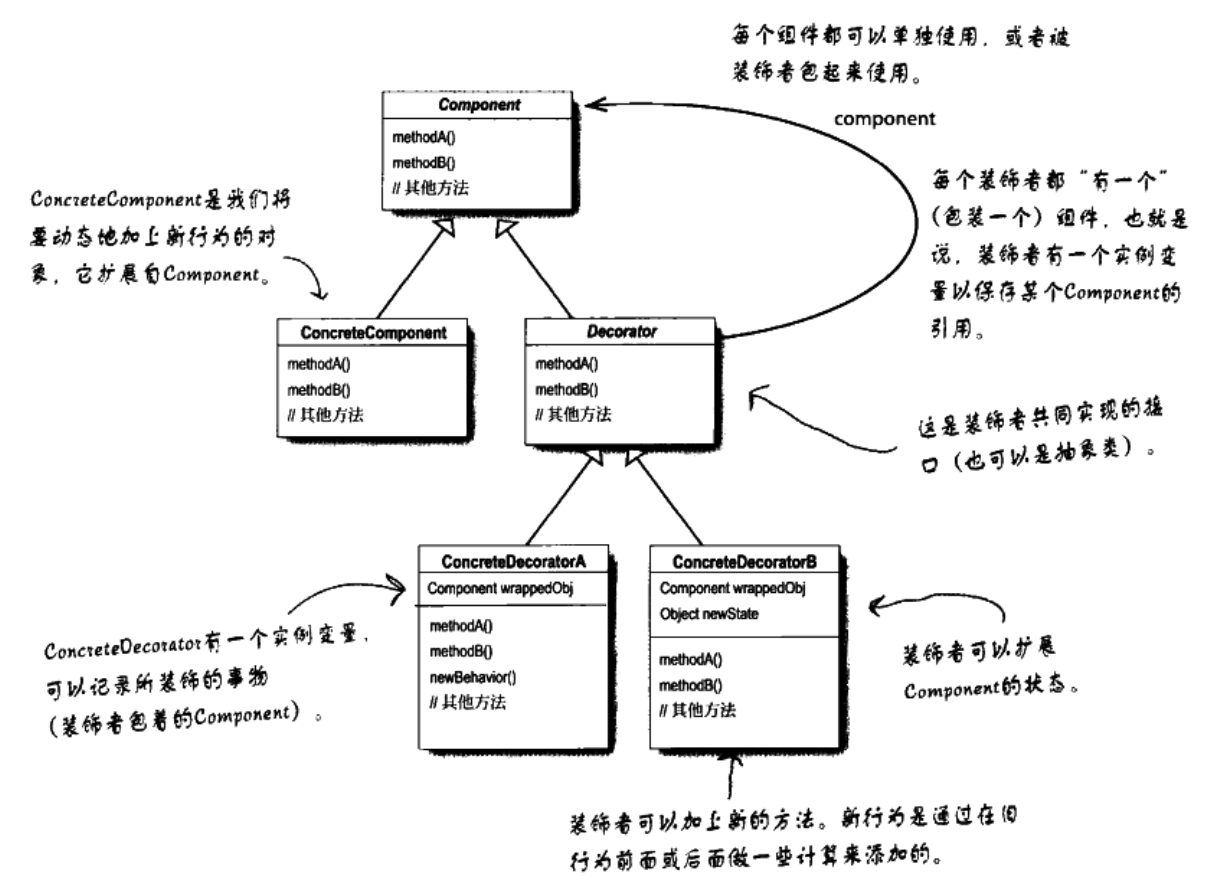 每个组件都可以单独使用，或者被
装饰者包起来使用。
Component
methodA()
methodB()
// 其他方法
component
ConcreteComponent是我们将
要动态地加上新行为的对
象，它扩展自Component。
每个装饰者都“有一个”
(包装一个) 组件，也就是
说，装饰者有一个实例变
量以保存某个Component的
引用。
ConcreteComponent
methodA()
methodB()
// 其他方法
Decorator
methodA()
methodB()
// 其他方法
这是装饰者共同实现的接
口（也可以是抽象类）。
ConcreteDecoratorA
Component wrappedObj
methodA()
methodB()
newBehavior()
// 其他方法
ConcreteDecoratorB
Component wrappedObj
Object newState
methodA()
methodB()
// 其他方法
ConcreteDecorator有一个实例变量，
可以记录所装饰的事物
（装饰者包着的Component）。
装饰者可以扩展
Component的状态。
装饰者可以加上新的方法。新行为是通过在旧
行为前面或后面做一些计算来添加的。